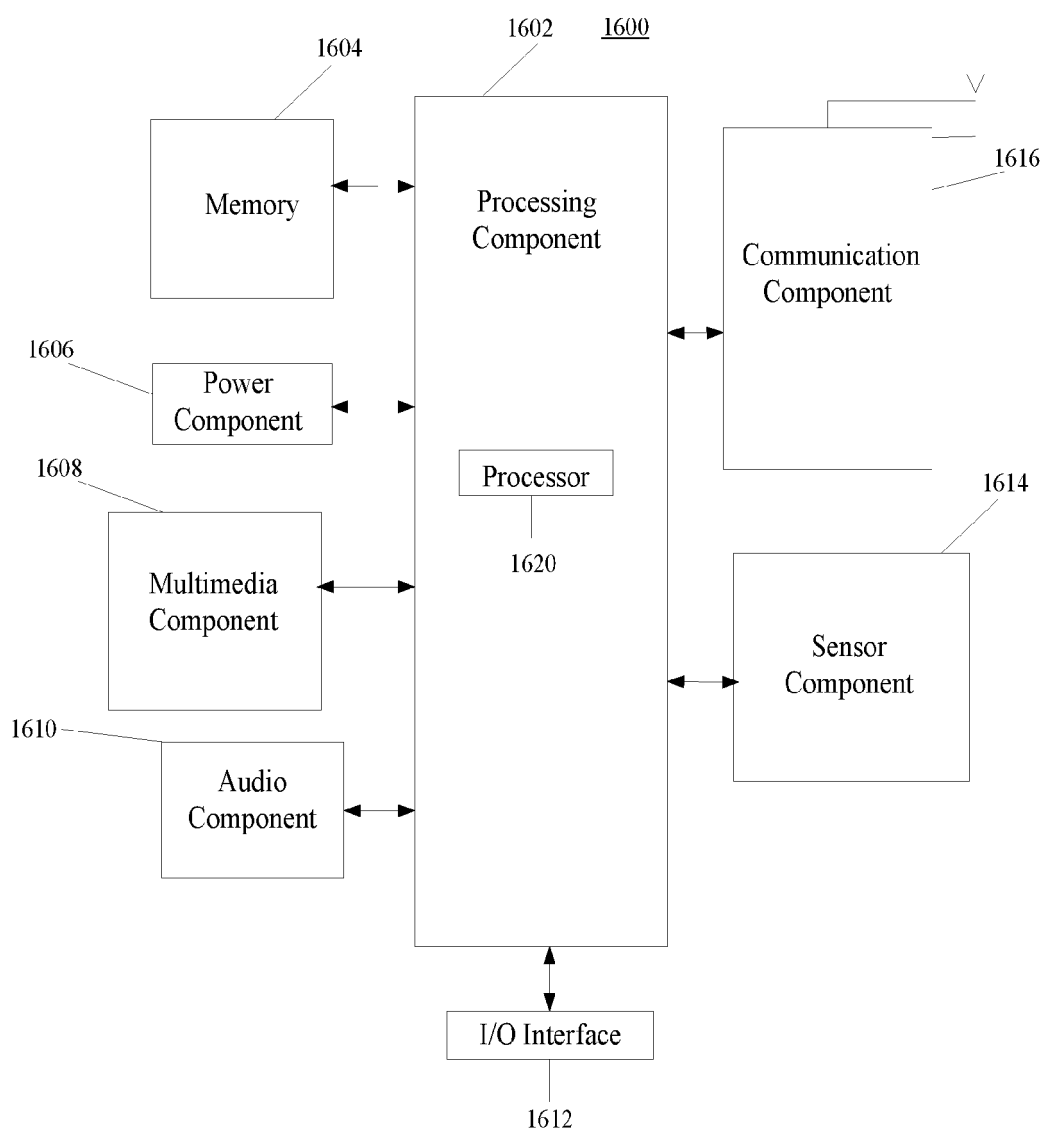 1602
1600
1604
1616
Memory
Processing
Component
Communication
Component
1606
Power
Component
1608
Processor
1614
1620
Multimedia
Component
Sensor
Component
1610
Audio
Component
I/O Interface
1612